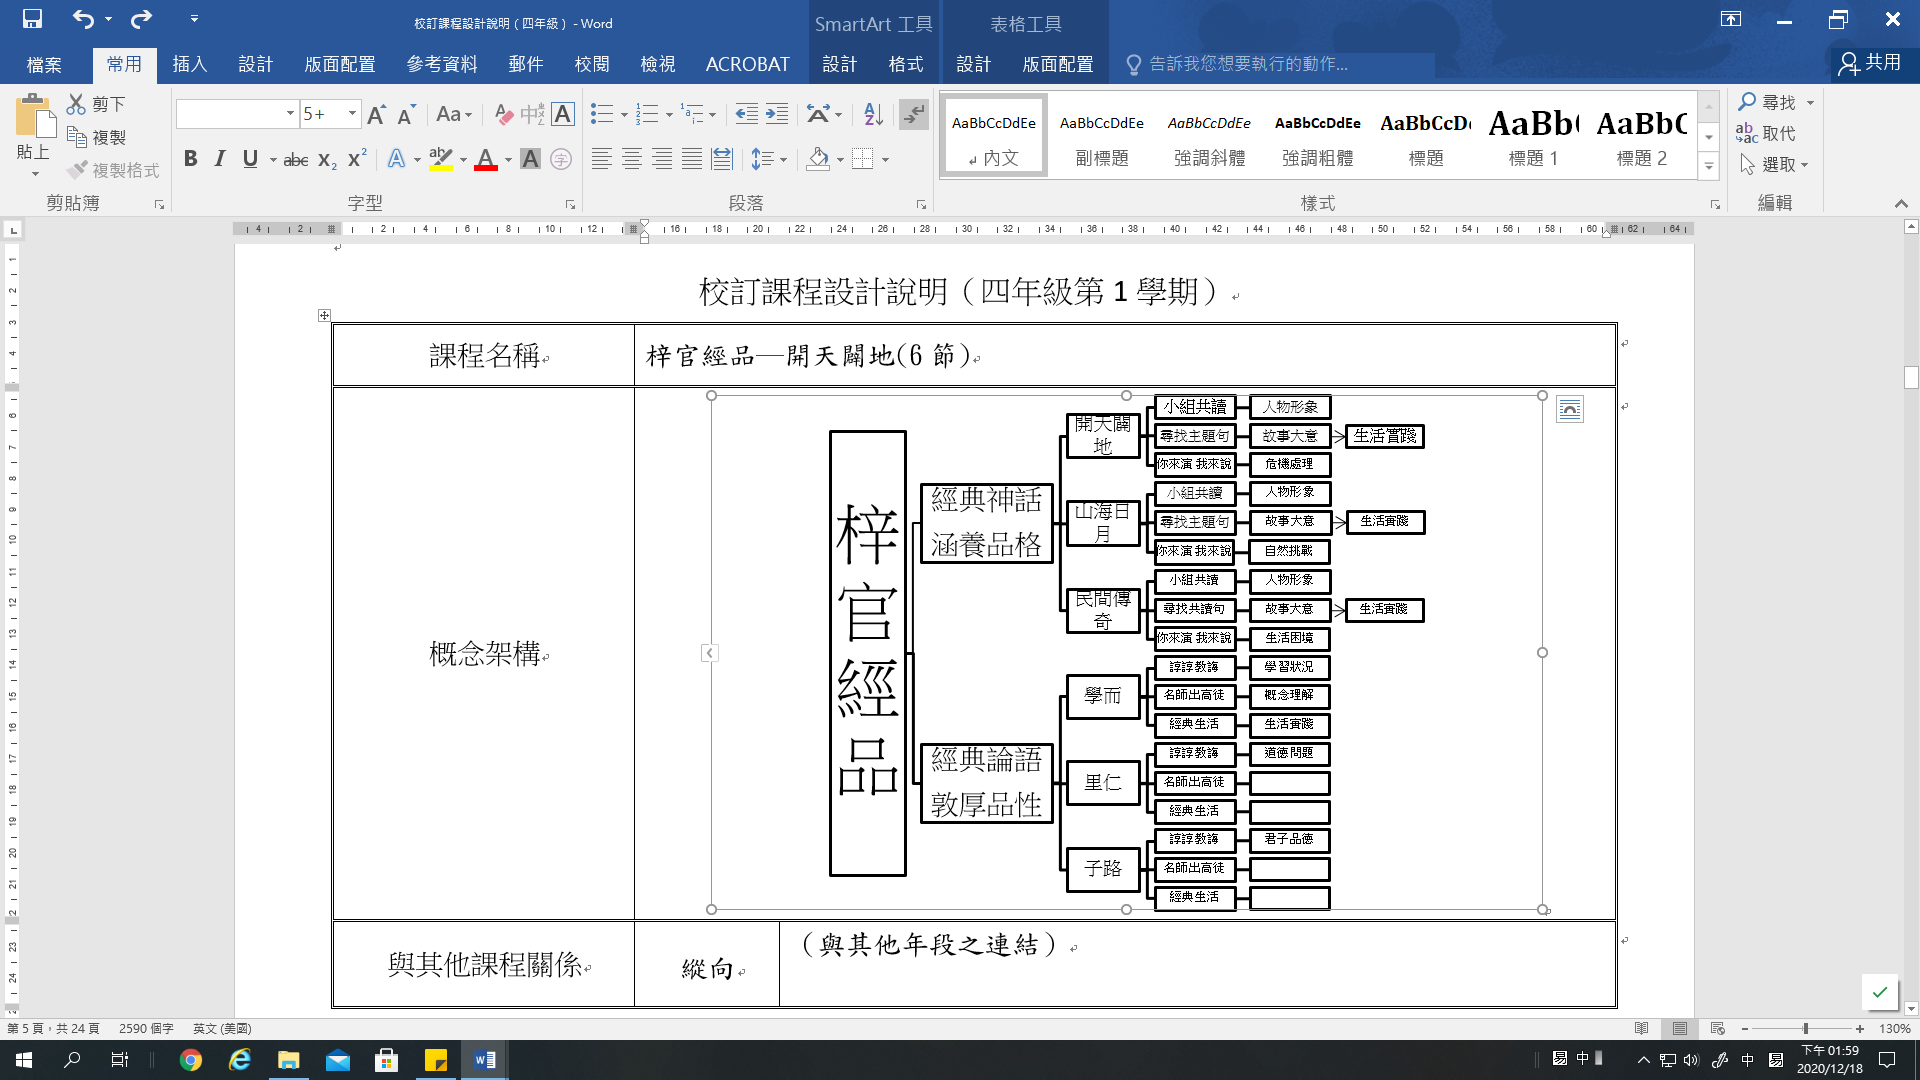 校訂課程設計說明（四年級） - Word
SmartArt 工具
表格工具
檔案
常用
插入
設計
版面配置
參考資料
郵件
校閱
檢視
ACROBAT
設計
格式
設計
版面配置
告訴我您想要執行的動作...
共用
貼上
剪下
複製
複製格式
剪貼簿
5+
字型
段落
AaBbCcDdEe
內文
AaBbCcDdEe
副標題
AaBbCcDdEe
強調斜體
AaBbCcDdEe
強調粗體
AaBbCcD
標題
AaBb
標題 1
AaBbC
標題 2
樣式
尋找
取代
選取
編輯
校訂課程設計說明（四年級第 1 學期）
課程名稱
梓官經品—開天闢地(6 節)
概念架構
梓官經品
經典神話
涵養品格
開天闢地
小組共讀
人物形象
尋找主題句
故事大意
生活實踐
你來演 我來說
危機處理
山海日月
小組共讀
人物形象
尋找主題句
故事大意
生活實踐
你來演 我來說
自然挑戰
民間傳奇
小組共讀
人物形象
尋找共讀句
故事大意
生活實踐
你來演 我來說
生活困境
經典論語
敦厚品性
學而
諄諄教誨
學習狀況
名師出高徒
概念理解
經典生活
生活實踐
里仁
諄諄教誨
道德問題
名師出高徒
經典生活
子路
諄諄教誨
君子品德
名師出高徒
經典生活
與其他課程關係
縱向
（與其他年段之連結）
第 5 頁，共 24 頁
2590 個字
英文 (美國)
130%
下午 01:59
2020/12/18